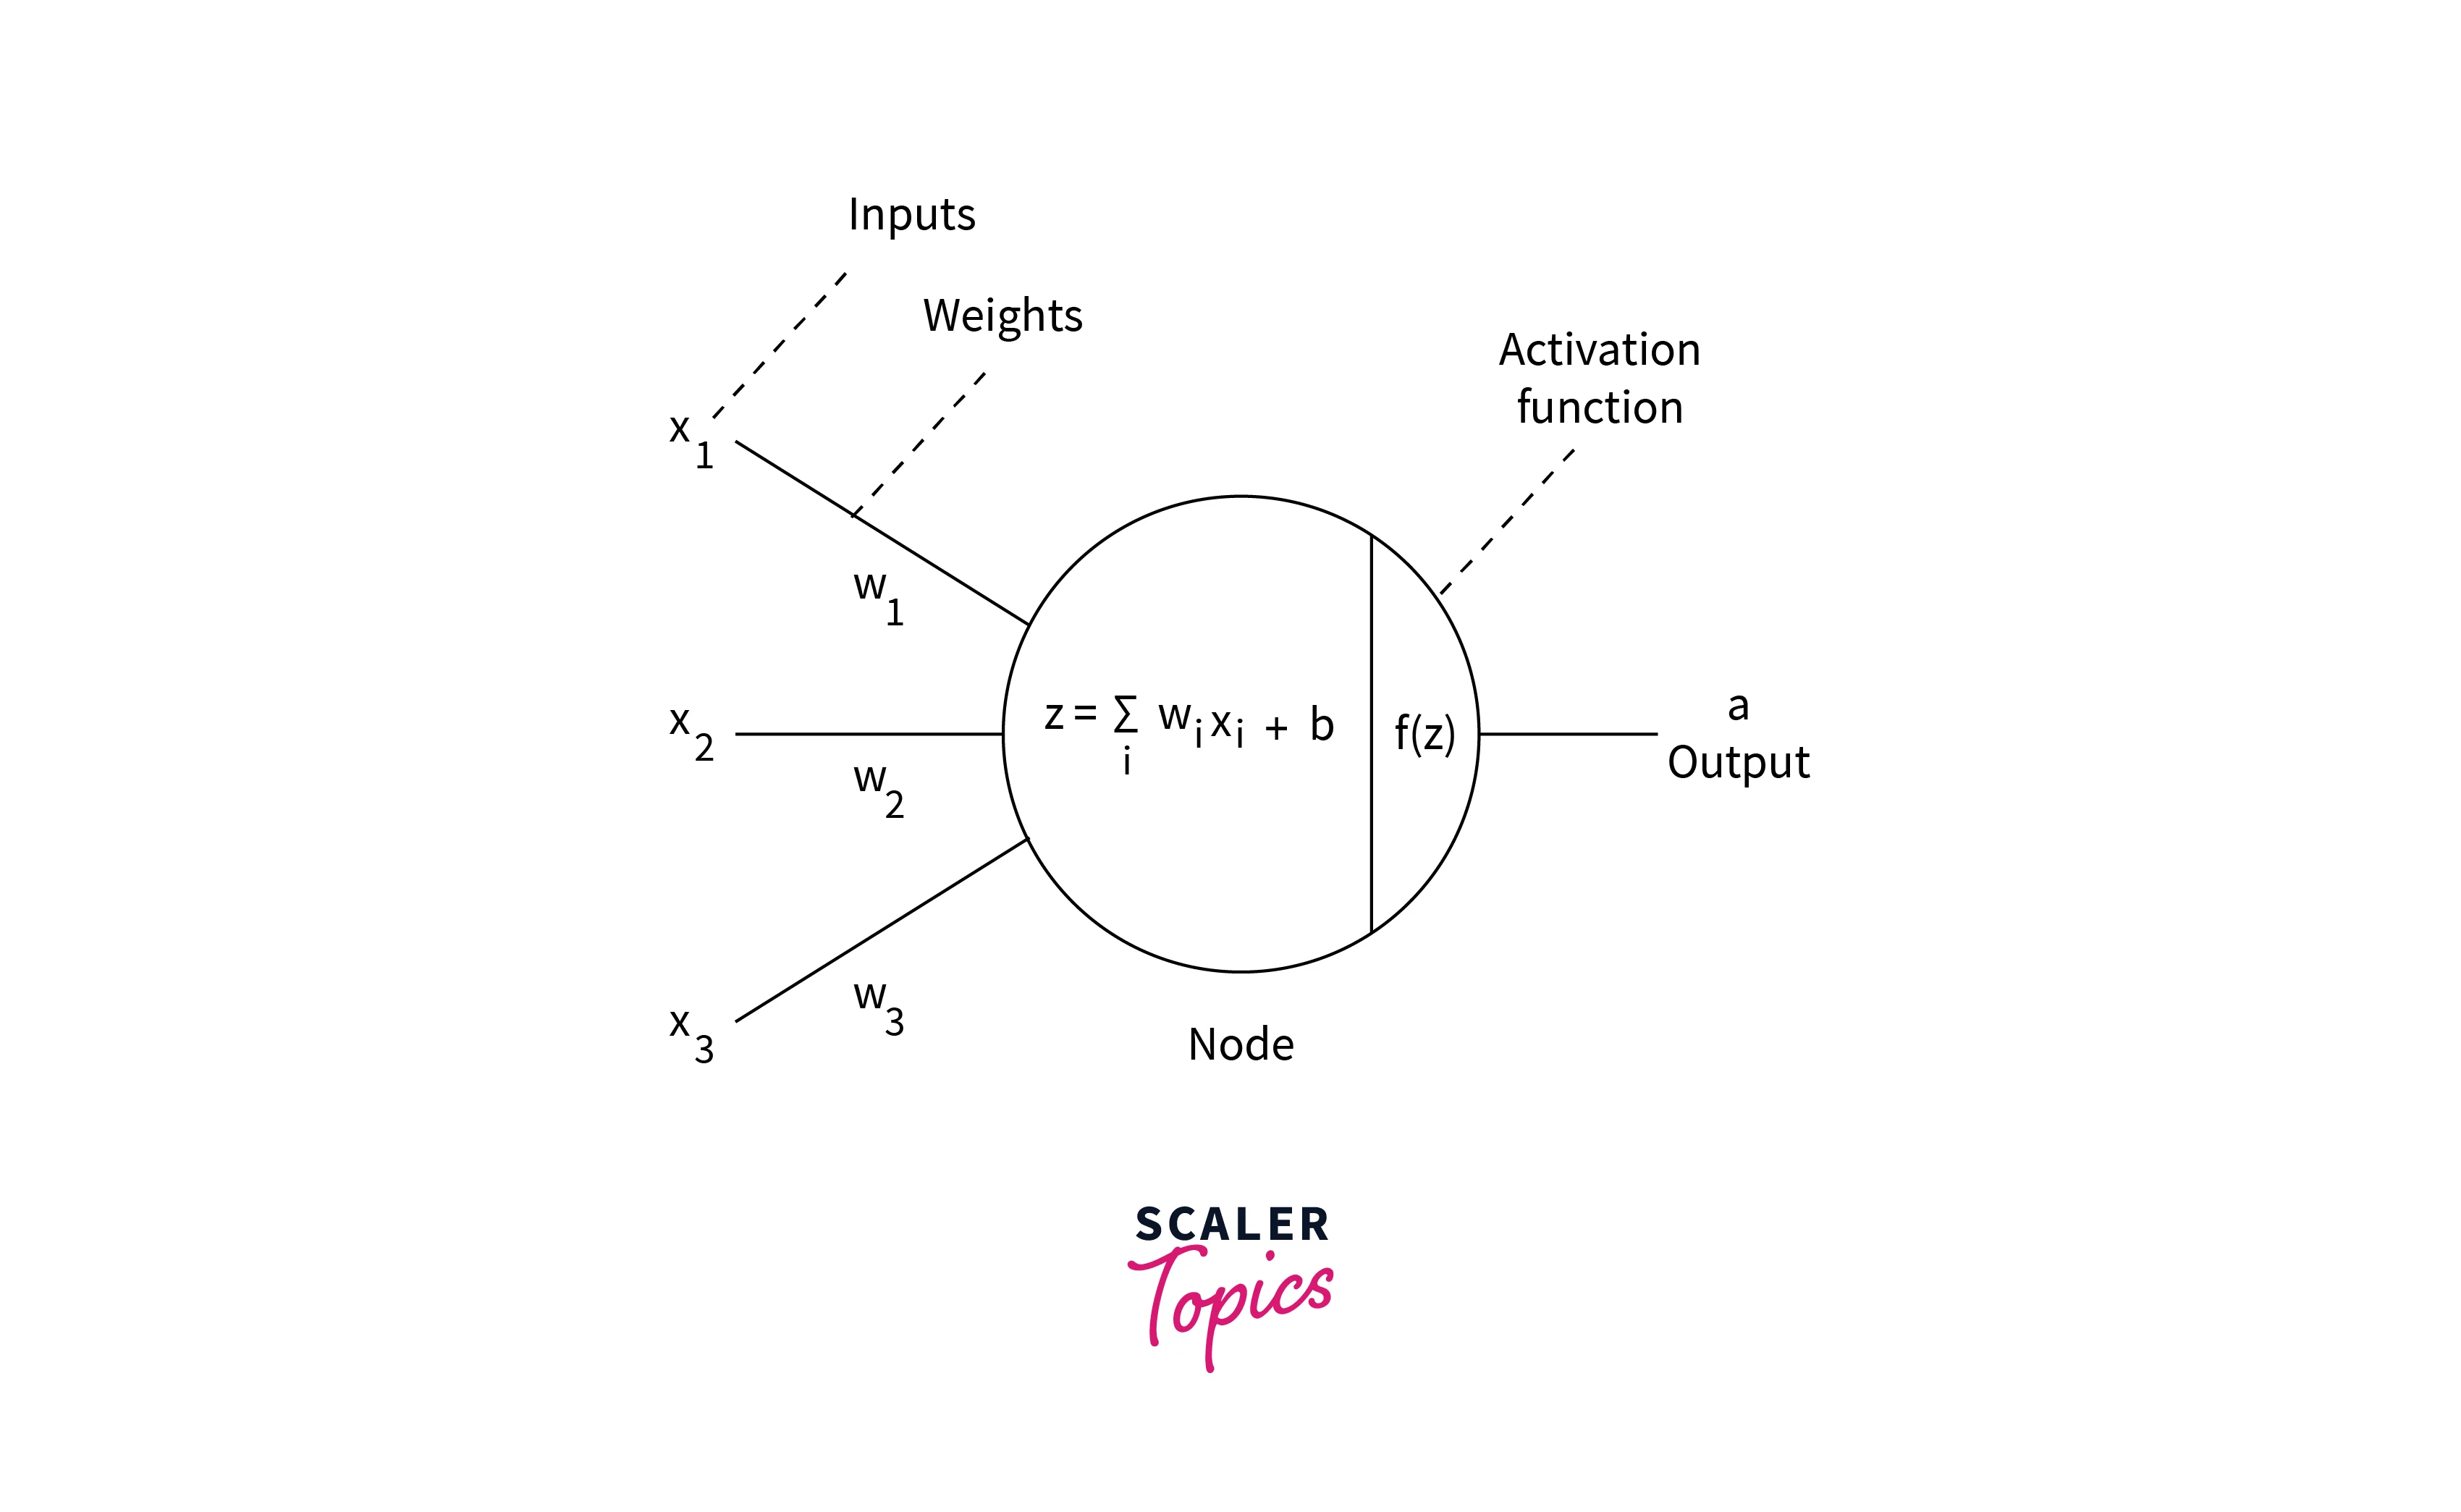 Inputs
Weights
Activation
function
x1
w1
x2
w2
z = Σ wixi + b
i
f(z)
a
Output
x3
w3
Node
SCALER
Topics